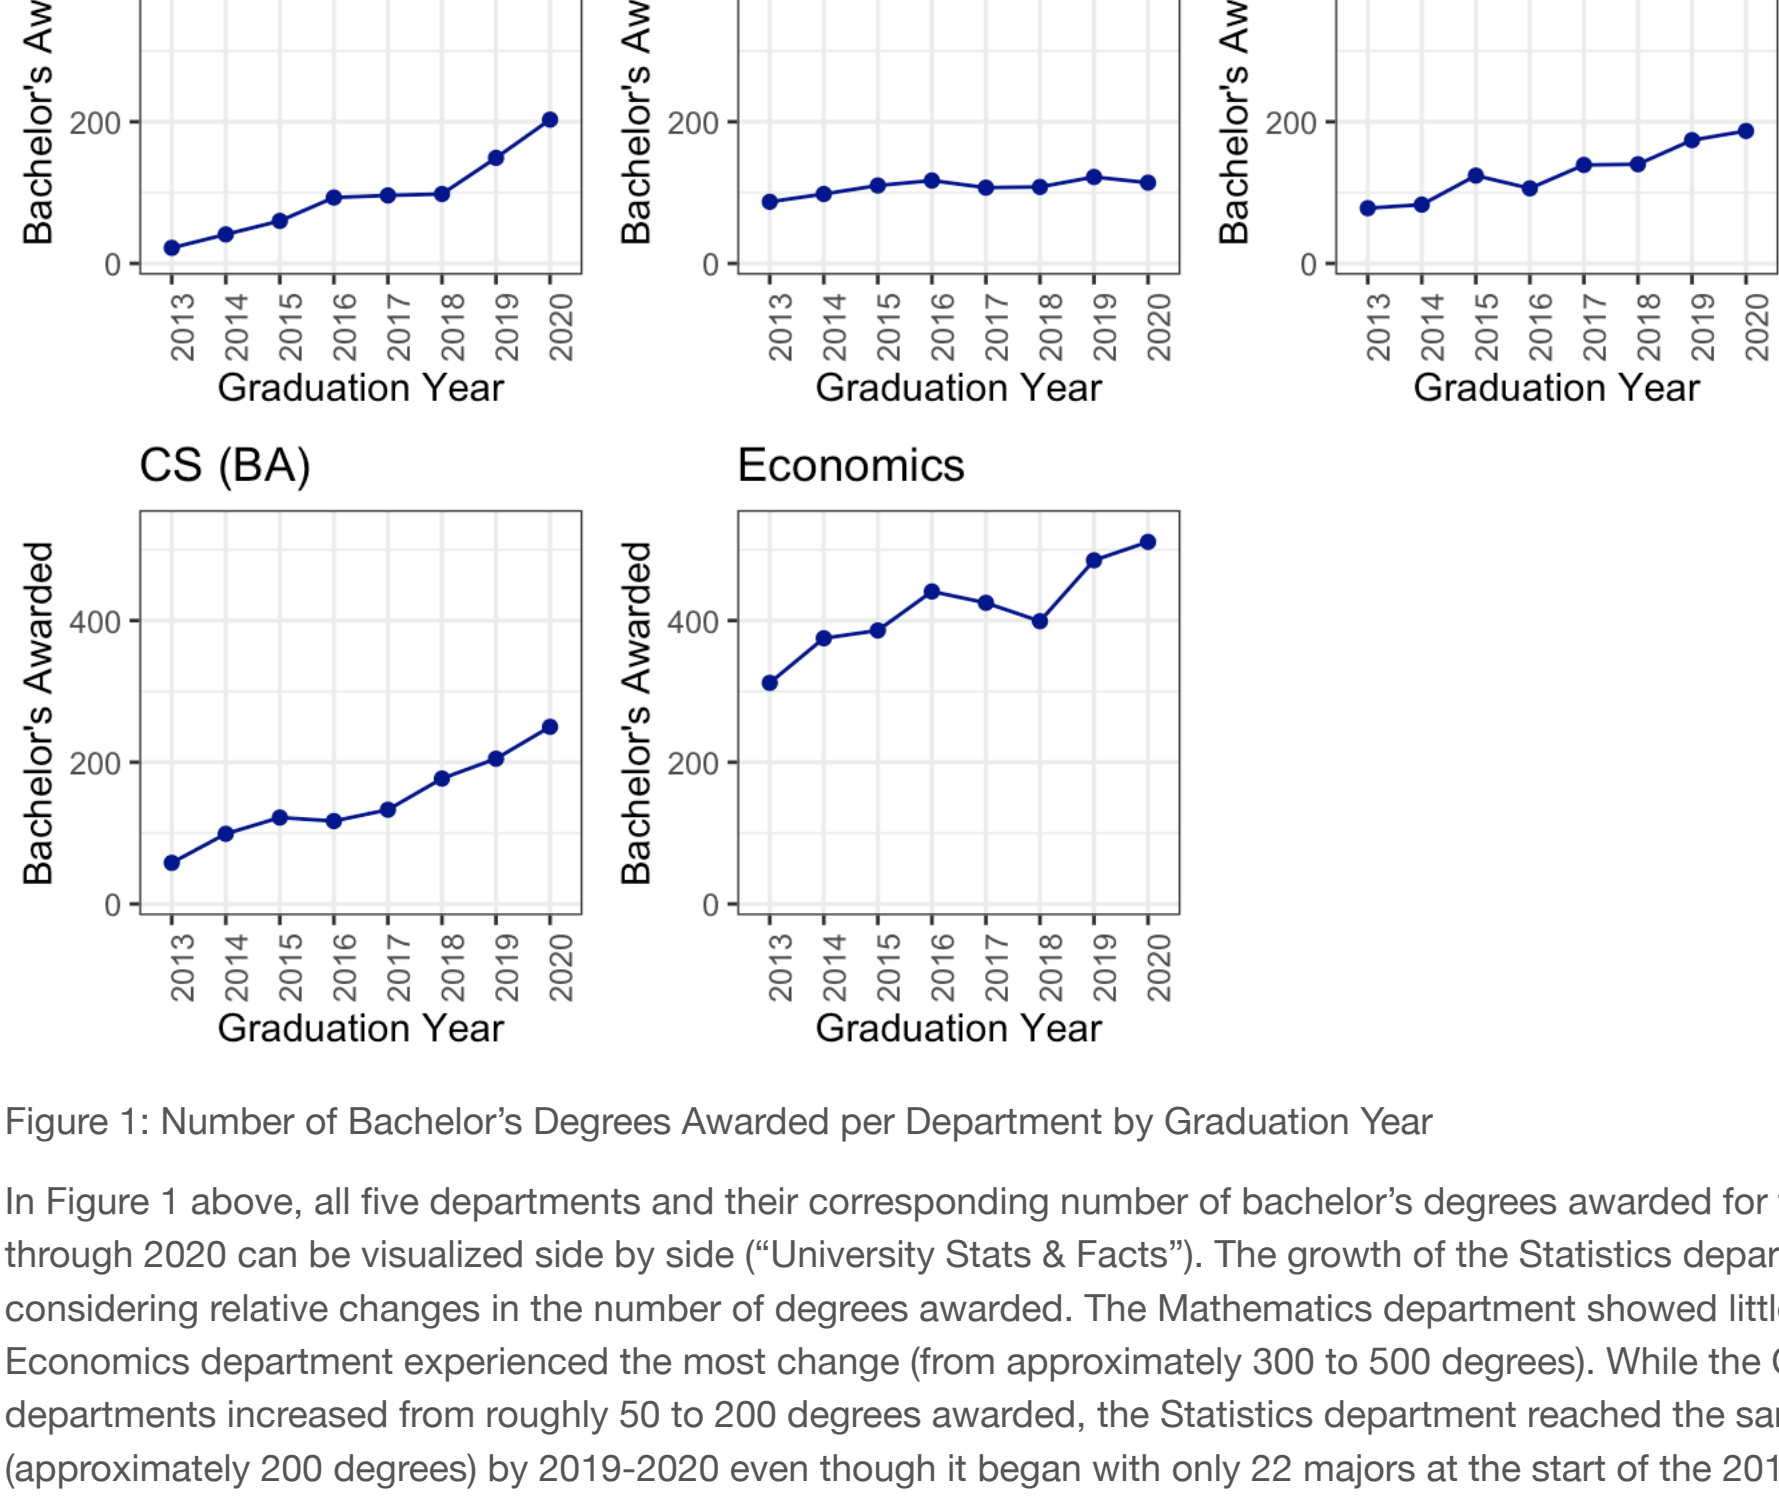 Bachelor's Aw Bachelor's Aw Bachelor's Aw
200 200 200
0 0 0
2013 2014 2015 2016 2017 2018 2019 2020 2013 2014 2015 2016 2017 2018 2019 2020 2013 2014 2015 2016 2017 2018 2019 2020
Graduation Year Graduation Year Graduation Year
CS (BA) Economics
Bachelor's Awarded Bachelor's Awarded
400 400
200 200
0 0
2013 2014 2015 2016 2017 2018 2019 2020 2013 2014 2015 2016 2017 2018 2019 2020
Graduation Year Graduation Year
Figure 1: Number of Bachelor’s Degrees Awarded per Department by Graduation Year
In Figure 1 above, all five departments and their corresponding number of bachelor’s degrees awarded for
through 2020 can be visualized side by side (“University Stats & Facts”). The growth of the Statistics depar
considering relative changes in the number of degrees awarded. The Mathematics department showed little
Economics department experienced the most change (from approximately 300 to 500 degrees). While the
departments increased from roughly 50 to 200 degrees awarded, the Statistics department reached the sa
(approximately 200 degrees) by 2019-2020 even though it began with only 22 majors at the start of the 201